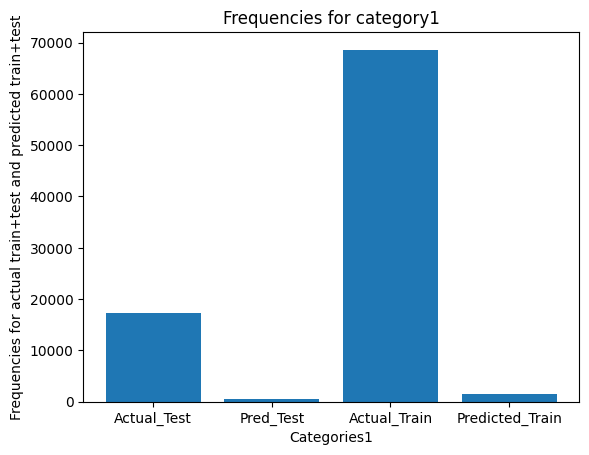 Frequencies for category1
Frequencies for actual train+test and predicted train+test
70000
60000
50000
40000
30000
20000
10000
0
Actual_Test Pred_Test Actual_Train Predicted_Train
Categories1